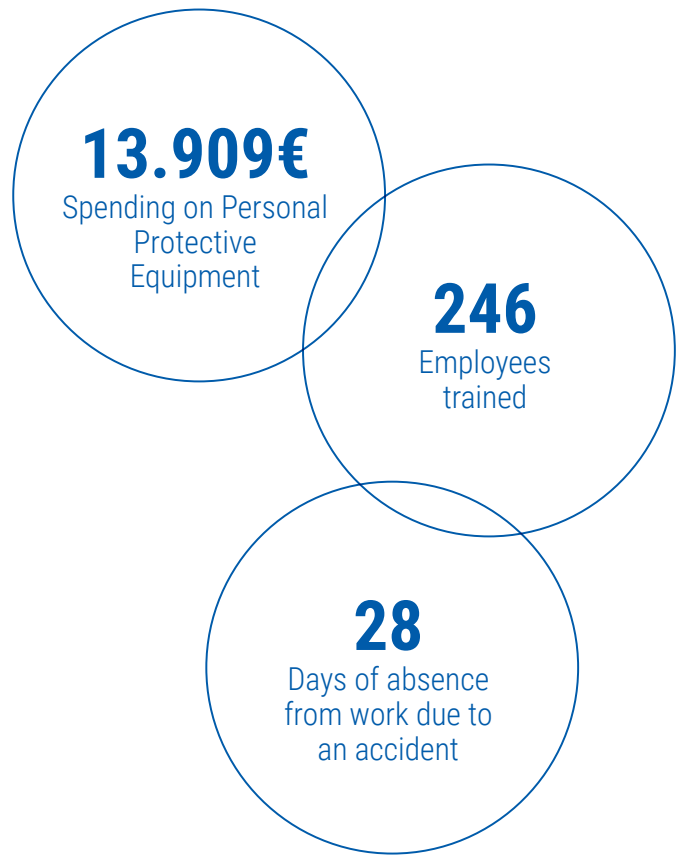 13.909€
Spending on Personal
Protective
Equipment
246
Employees
trained
28
Days of absence
from work due to
an accident